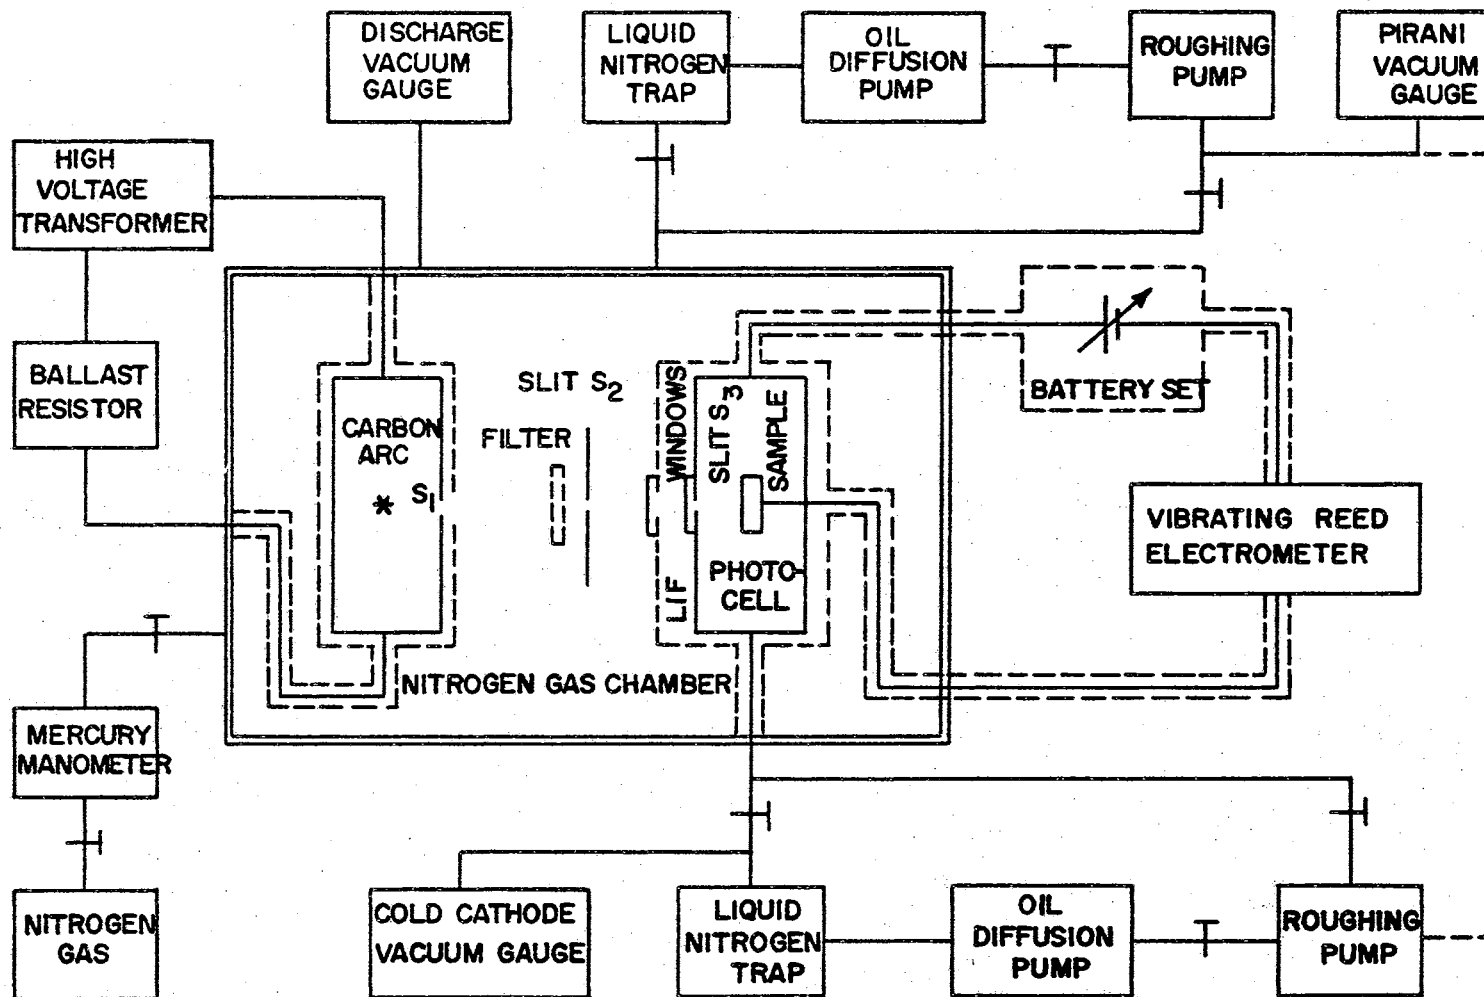 DISCHARGE
VACUUM
GAUGE
LIQUID
NITROGEN
TRAP
OIL
DIFFUSION
PUMP
ROUGHING
PUMP
PIRANI
VACUUM
GAUGE
HIGH
VOLTAGE
TRANSFORMER
BALLAST
RESISTOR
CARBON
ARC
S1
SLIT S2
FILTER
WINDOWS
LIF
SLIT S3
SAMPLE
PHOTO-
CELL
BATTERY SET
VIBRATING REED
ELECTROMETER
NITROGEN GAS CHAMBER
MERCURY
MANOMETER
NITROGEN
GAS
COLD CATHODE
VACUUM GAUGE
LIQUID
NITROGEN
TRAP
OIL
DIFFUSION
PUMP
ROUGHING
PUMP